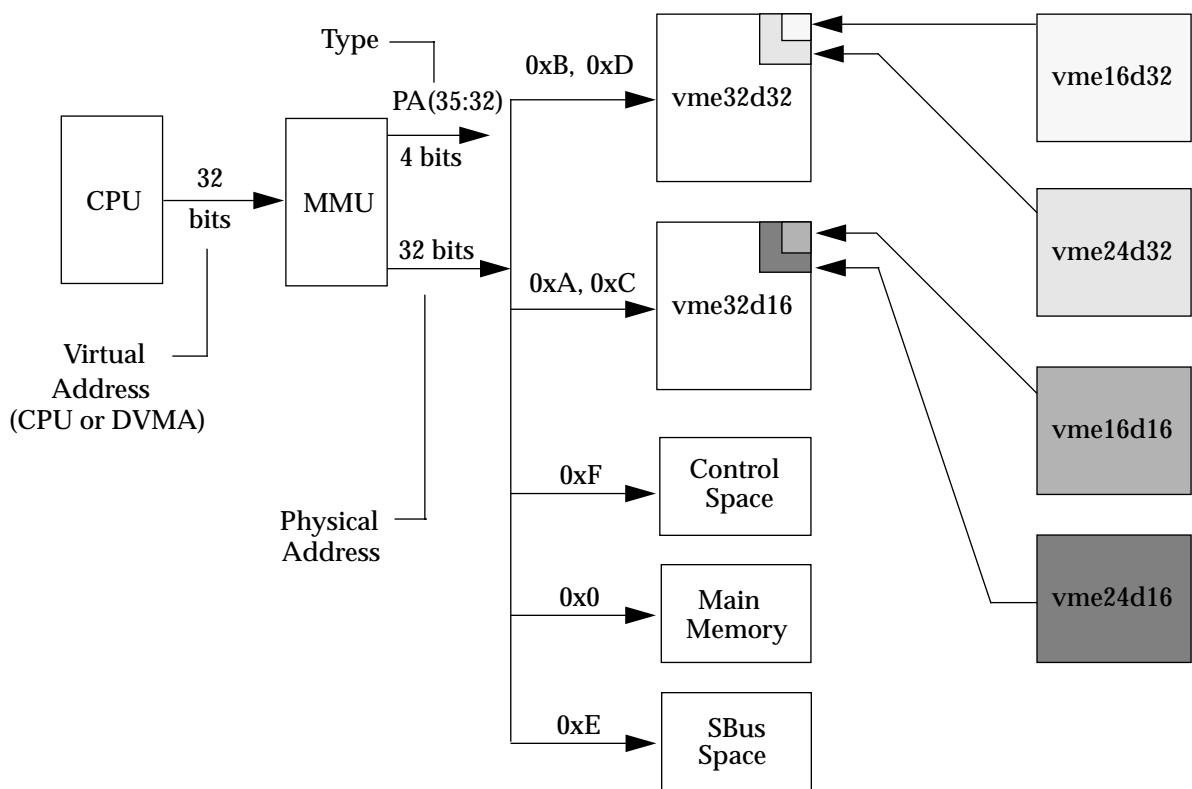 Type
PA(35:32)
4 bits
CPU
32
bits
MMU
32 bits
Virtual
Address
(CPU or DVMA)
Physical
Address
0xB, 0xD
vme32d32
0xA, 0xC
vme32d16
0xF
Control
Space
0x0
Main
Memory
0xE
SBus
Space
vme16d32
vme24d32
vme16d16
vme24d16